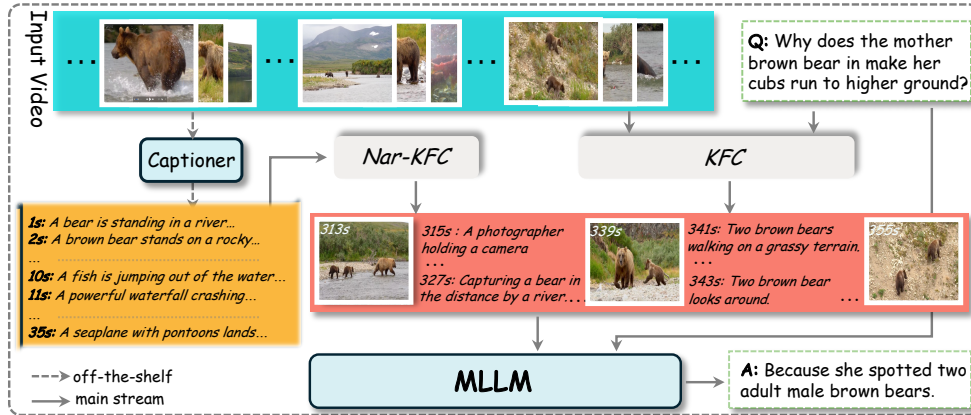 Input Video
... ... ... ...
Q: Why does the mother
brown bear in make her
cubs run to higher ground?
Captioner
Nar-KFC
KFC
1s: A bear is standing in a river...
2s: A brown bear stands on a rocky...
...
10s: A fish is jumping out of the water...
11s: A powerful waterfall crashing...
...
35s: A seaplane with pontoons lands...
313s
315s : A photographer
holding a camera
...
327s: Capturing a bear in
the distance by a river....
339s
341s: Two brown bears
walking on a grassy terrain.
...
343s: Two brown bear
looks around.
...
355s
off-the-shelf
main stream
MLLM
A: Because she spotted two
adult male brown bears.